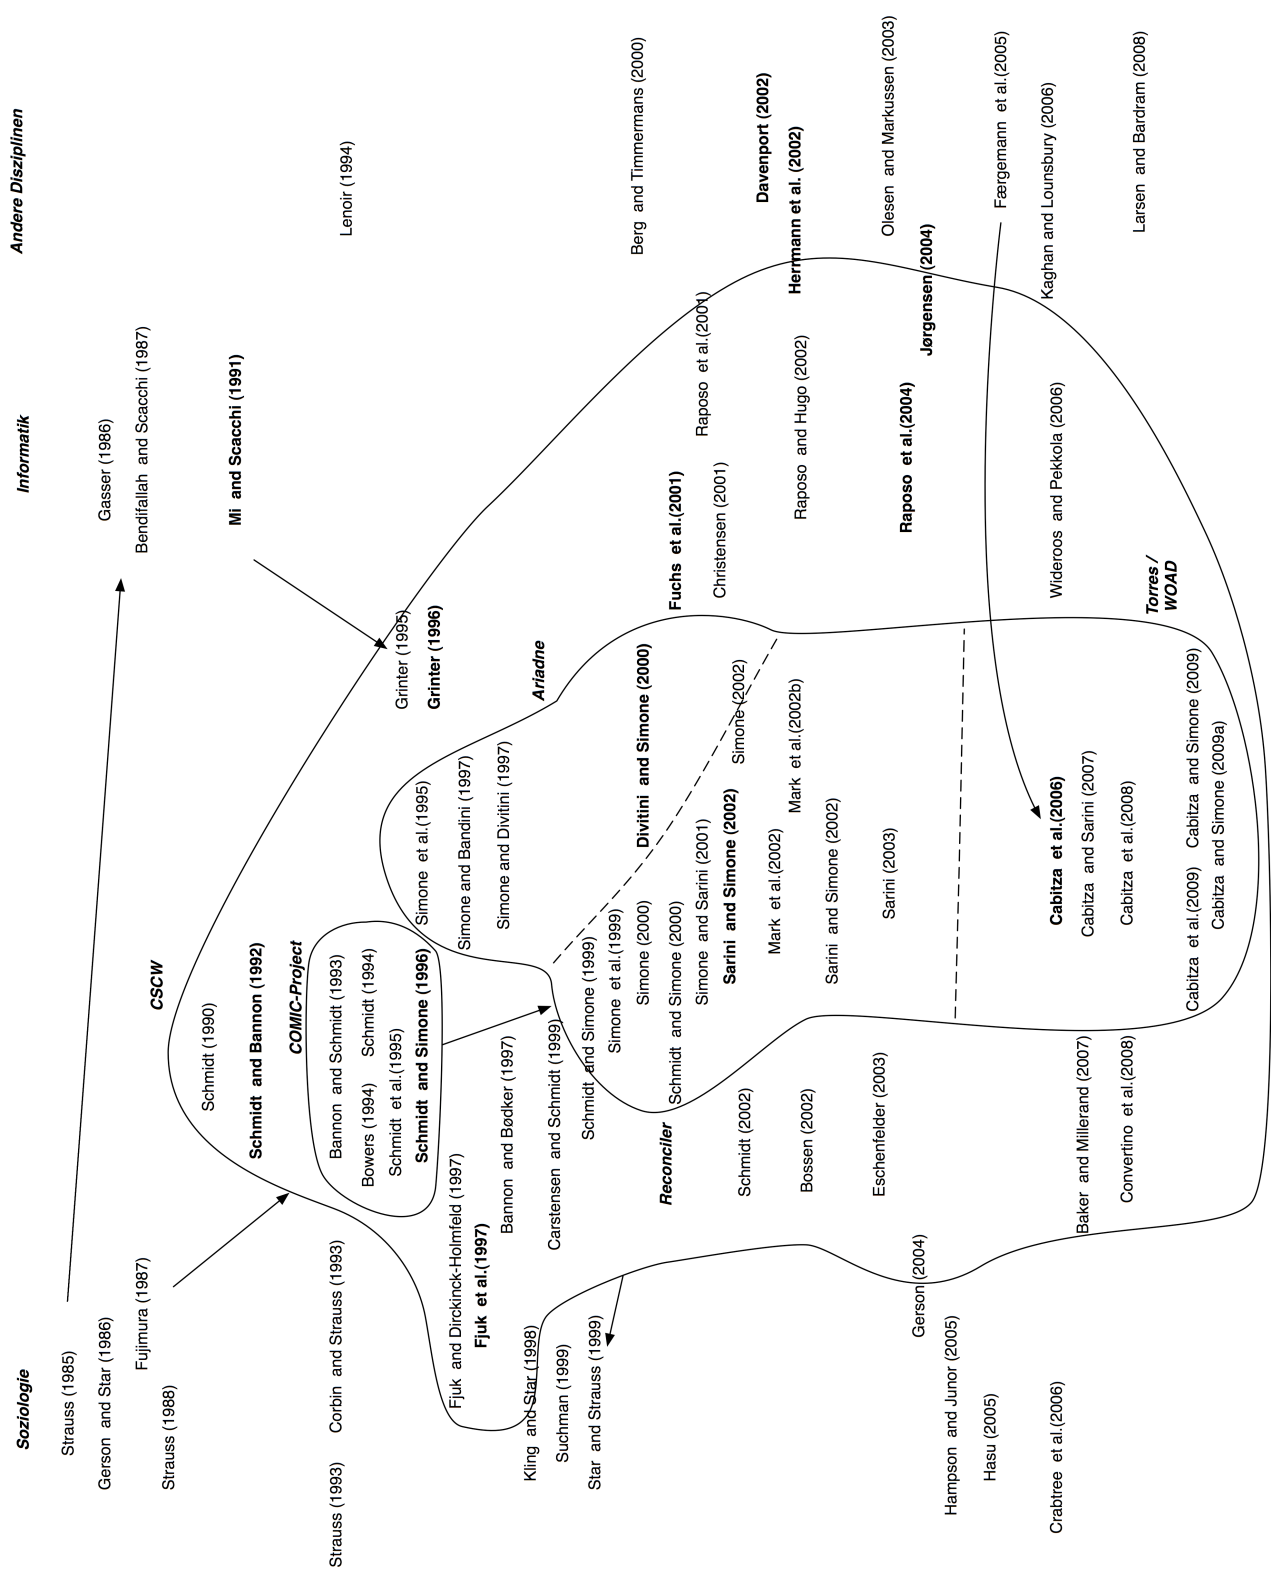 Soziologie
Informatik
Andere Disziplinen
Strauss (1985)
Gerson and Star (1986)
Gasser (1986)
Fujimura (1987)
Bendifallah and Scacchi (1987)
Strauss (1988)
CSCW
Schmidt (1990)
Mi and Scacchi (1991)
Schmidt and Bannon (1992)
COMIC-Project
Strauss (1993)
Corbin and Strauss (1993)
Bannon and Schmidt (1993)
Lenoir (1994)
Bowers (1994)
Schmidt (1994)
Schmidt et al.(1995)
Grinter (1995)
Schmidt and Simone (1996)
Simone et al.(1995)
Grinter (1996)
Fjuk and Dirckinck-Holmfeld (1997)
Simone and Bandini (1997)
Fjuk et al.(1997)
Bannon and Bødker (1997)
Simone and Divitini (1997)
Ariadne
Kling and Star (1998)
Carstensen and Schmidt (1999)
Suchman (1999)
Star and Strauss (1999)
Schmidt and Simone (1999)
Simone et al.(1999)
Simone (2000)
Divitini and Simone (2000)
Berg and Timmermans (2000)
Reconciler
Schmidt and Simone (2000)
Fuchs et al.(2001)
Simone and Sarini (2001)
Raposo et al.(2001)
Christensen (2001)
Sarini and Simone (2002)
Schmidt (2002)
Simone (2002)
Davenport (2002)
Mark et al.(2002)
Mark et al.(2002b)
Herrmann et al. (2002)
Bossen (2002)
Raposo and Hugo (2002)
Sarini and Simone (2002)
Eschenfelder (2003)
Sarini (2003)
Olesen and Markussen (2003)
Raposo et al.(2004)
Gerson (2004)
Jørgensen (2004)
Hampson and Junor (2005)
Hasu (2005)
Færgemann et al.(2005)
Crabtree et al.(2006)
Cabitza et al.(2006)
Wideroos and Pekkola (2006)
Kaghan and Lounsbury (2006)
Baker and Millerand (2007)
Cabitza and Sarini (2007)
Convertino et al.(2008)
Cabitza et al.(2008)
Larsen and Bardram (2008)
Torres /
WOAD
Cabitza et al.(2009)
Cabitza and Simone (2009)
Cabitza and Simone (2009a)